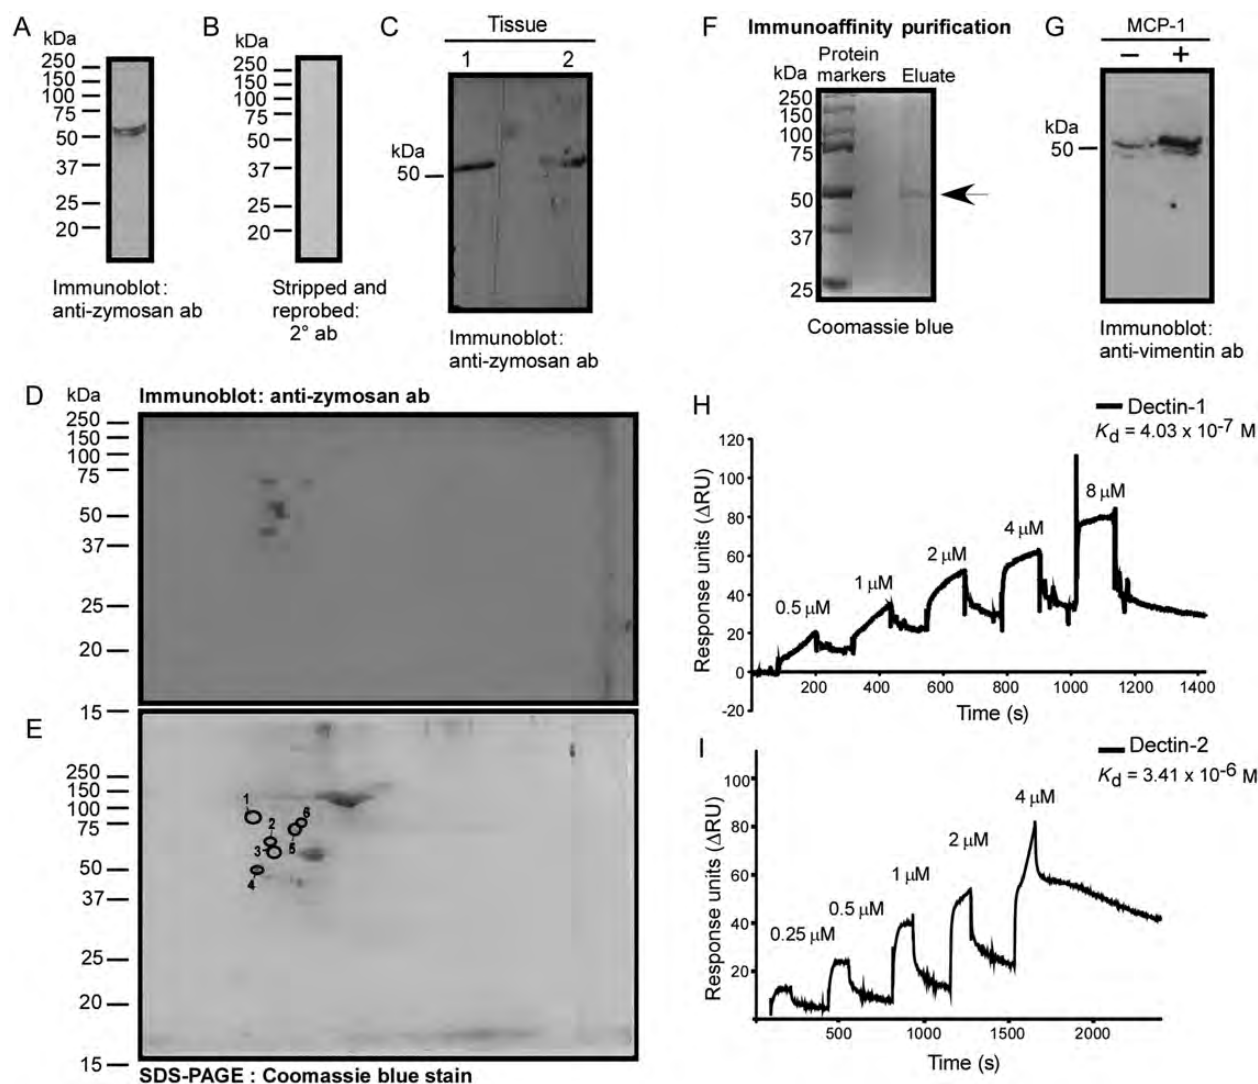 A
kDa
250
150
100
75
50
37
25
20
Immunoblot:
anti-zymosan ab
B
kDa
250
150
100
75
50
37
25
20
Stripped and
reprobed:
2° ab
C
Tissue
1 2
kDa
50
Immunoblot:
anti-zymosan ab
F Immunoaffinity purification
Protein
markers Eluate
kDa
250
150
100
75
50
37
25
Coomassie blue
G
MCP-1
− +
kDa
50
Immunoblot:
anti-vimentin ab
D kDa Immunoblot: anti-zymosan ab
250
150
100
75
50
37
25
20
15
E
250
150
100
75
50
37
25
20
15
1
2
3
4
5
6
SDS-PAGE : Coomassie blue stain
H
Dectin-1
Kd = 4.03 x 10-7 M
Response units (ΔRU)
120
100
80
60
40
20
0
-20
0.5 µM
1 µM
2 µM
4 µM
8 µM
200 400 600 800 1000 1200 1400
Time (s)
I
Dectin-2
Kd = 3.41 x 10-6 M
Response units (ΔRU)
100
80
60
40
20
0.25 µM
0.5 µM
1 µM
2 µM
4 µM
500 1000 1500 2000
Time (s)